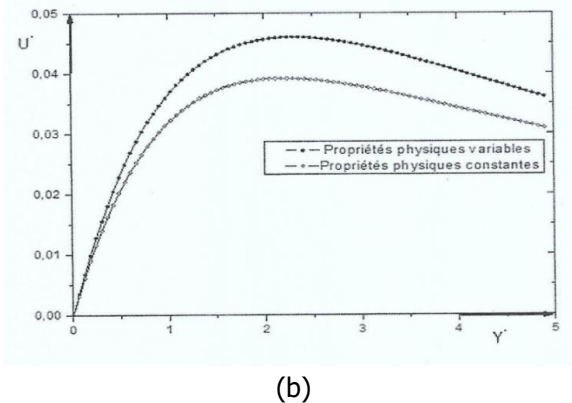 0,05
U*
0,04
0,03
0,02
0,01
0,00
Propriétés physiques variables
Propriétés physiques constantes
0 1 2 3 4 5
Y*
(b)